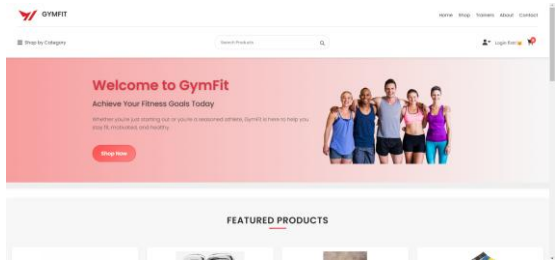 GYMFIT
Home Shop Trainers About Contact
Shop by Category
Search Products
Welcome to GymFit
Achieve Your Fitness Goals Today
Whether you're just starting out or you're a seasoned athlete, GymFit is here to help you
stay fit, motivated, and healthy.
Shop Now
FEATURED PRODUCTS